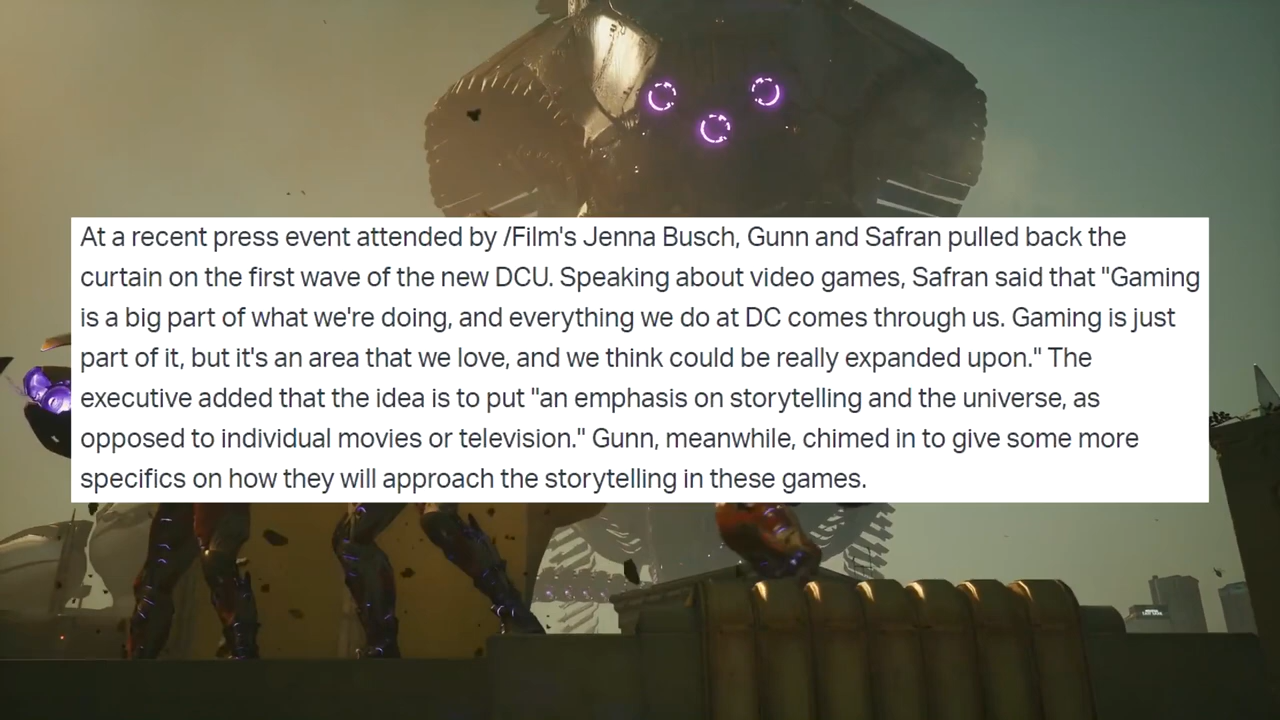 At a recent press event attended by /Film's Jenna Busch, Gunn and Safran pulled back the
curtain on the first wave of the new DCU. Speaking about video games, Safran said that "Gaming
is a big part of what we're doing, and everything we do at DC comes through us. Gaming is just
part of it, but it's an area that we love, and we think could be really expanded upon." The
executive added that the idea is to put "an emphasis on storytelling and the universe, as
opposed to individual movies or television." Gunn, meanwhile, chimed in to give some more
specifics on how they will approach the storytelling in these games.